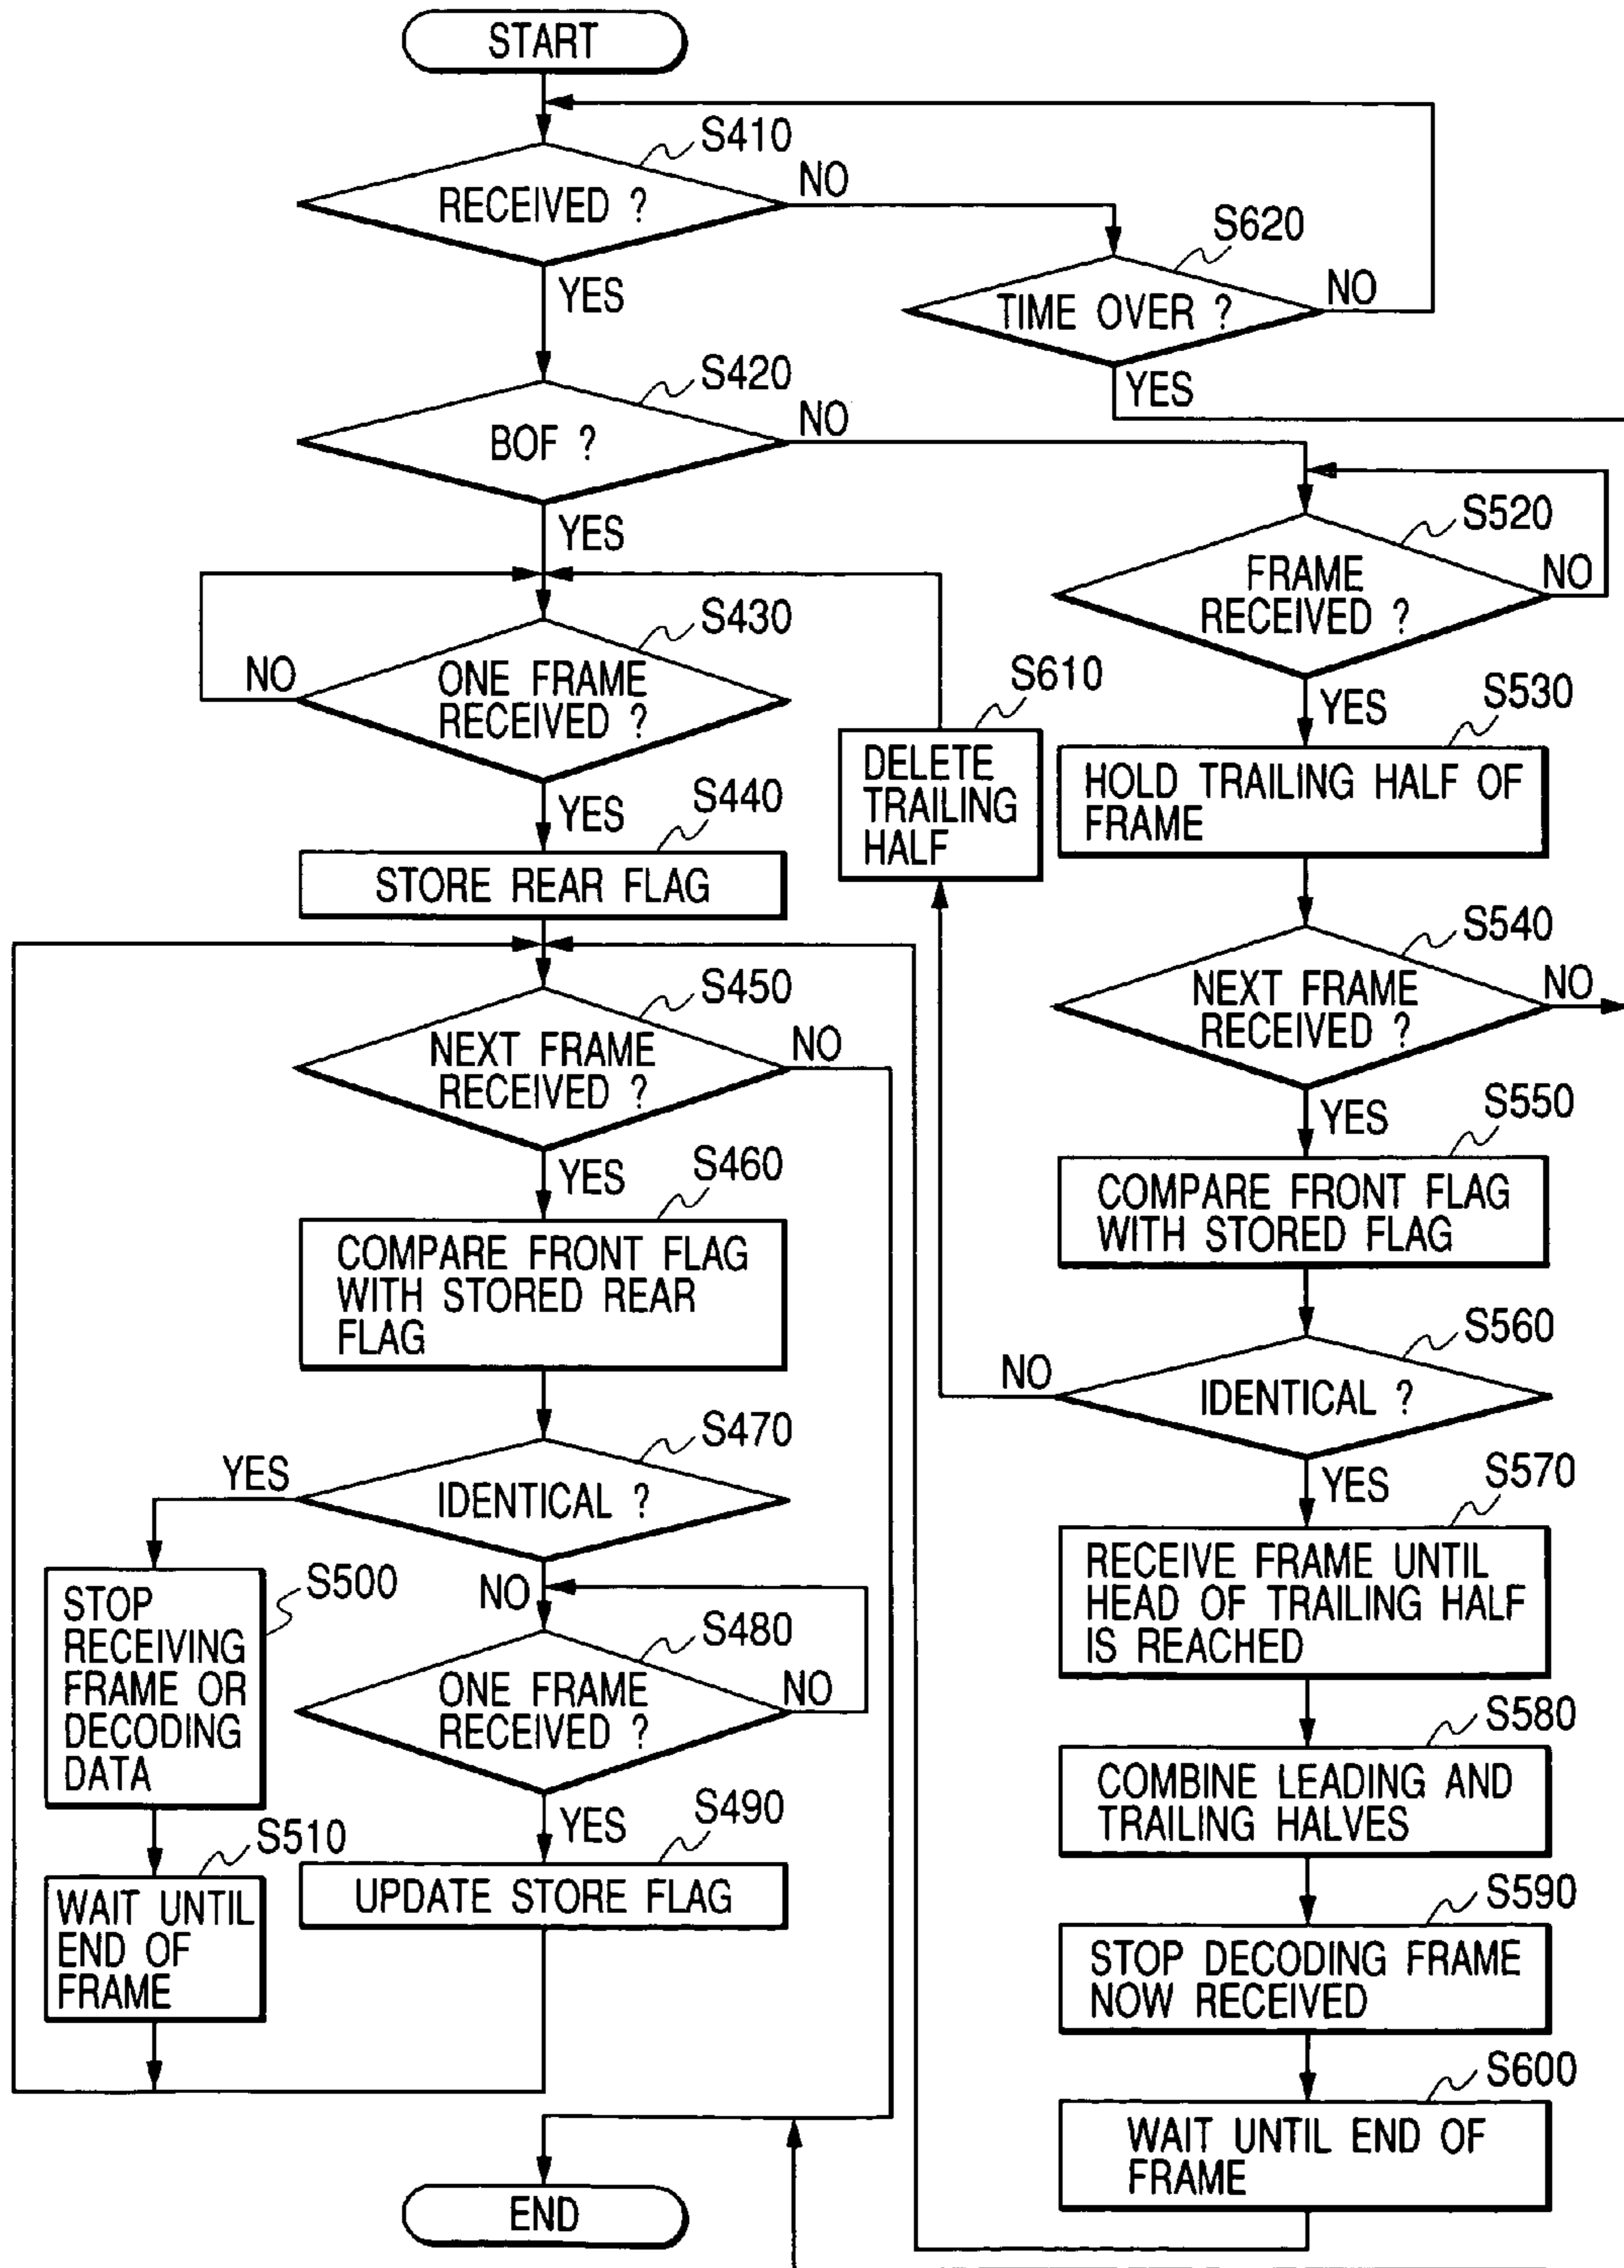 START
S410
RECEIVED ?
NO
YES
S620
TIME OVER ?
NO
YES
S420
BOF ?
NO
YES
S430
ONE FRAME
RECEIVED ?
NO
YES
S440
STORE REAR FLAG
S450
NEXT FRAME
RECEIVED ?
NO
YES
S460
COMPARE FRONT FLAG
WITH STORED REAR
FLAG
S470
IDENTICAL ?
YES
NO
S500
STOP
RECEIVING
FRAME OR
DECODING
DATA
S510
WAIT UNTIL
END OF
FRAME
S480
ONE FRAME
RECEIVED ?
NO
YES
S490
UPDATE STORE FLAG
END
S520
FRAME
RECEIVED ?
NO
YES
S530
HOLD TRAILING HALF OF
FRAME
S540
NEXT FRAME
RECEIVED ?
NO
YES
S550
COMPARE FRONT FLAG
WITH STORED FLAG
S560
IDENTICAL ?
NO
YES
S610
DELETE
TRAILING
HALF
S570
RECEIVE FRAME UNTIL
HEAD OF TRAILING HALF
IS REACHED
S580
COMBINE LEADING AND
TRAILING HALVES
S590
STOP DECODING FRAME
NOW RECEIVED
S600
WAIT UNTIL END OF
FRAME